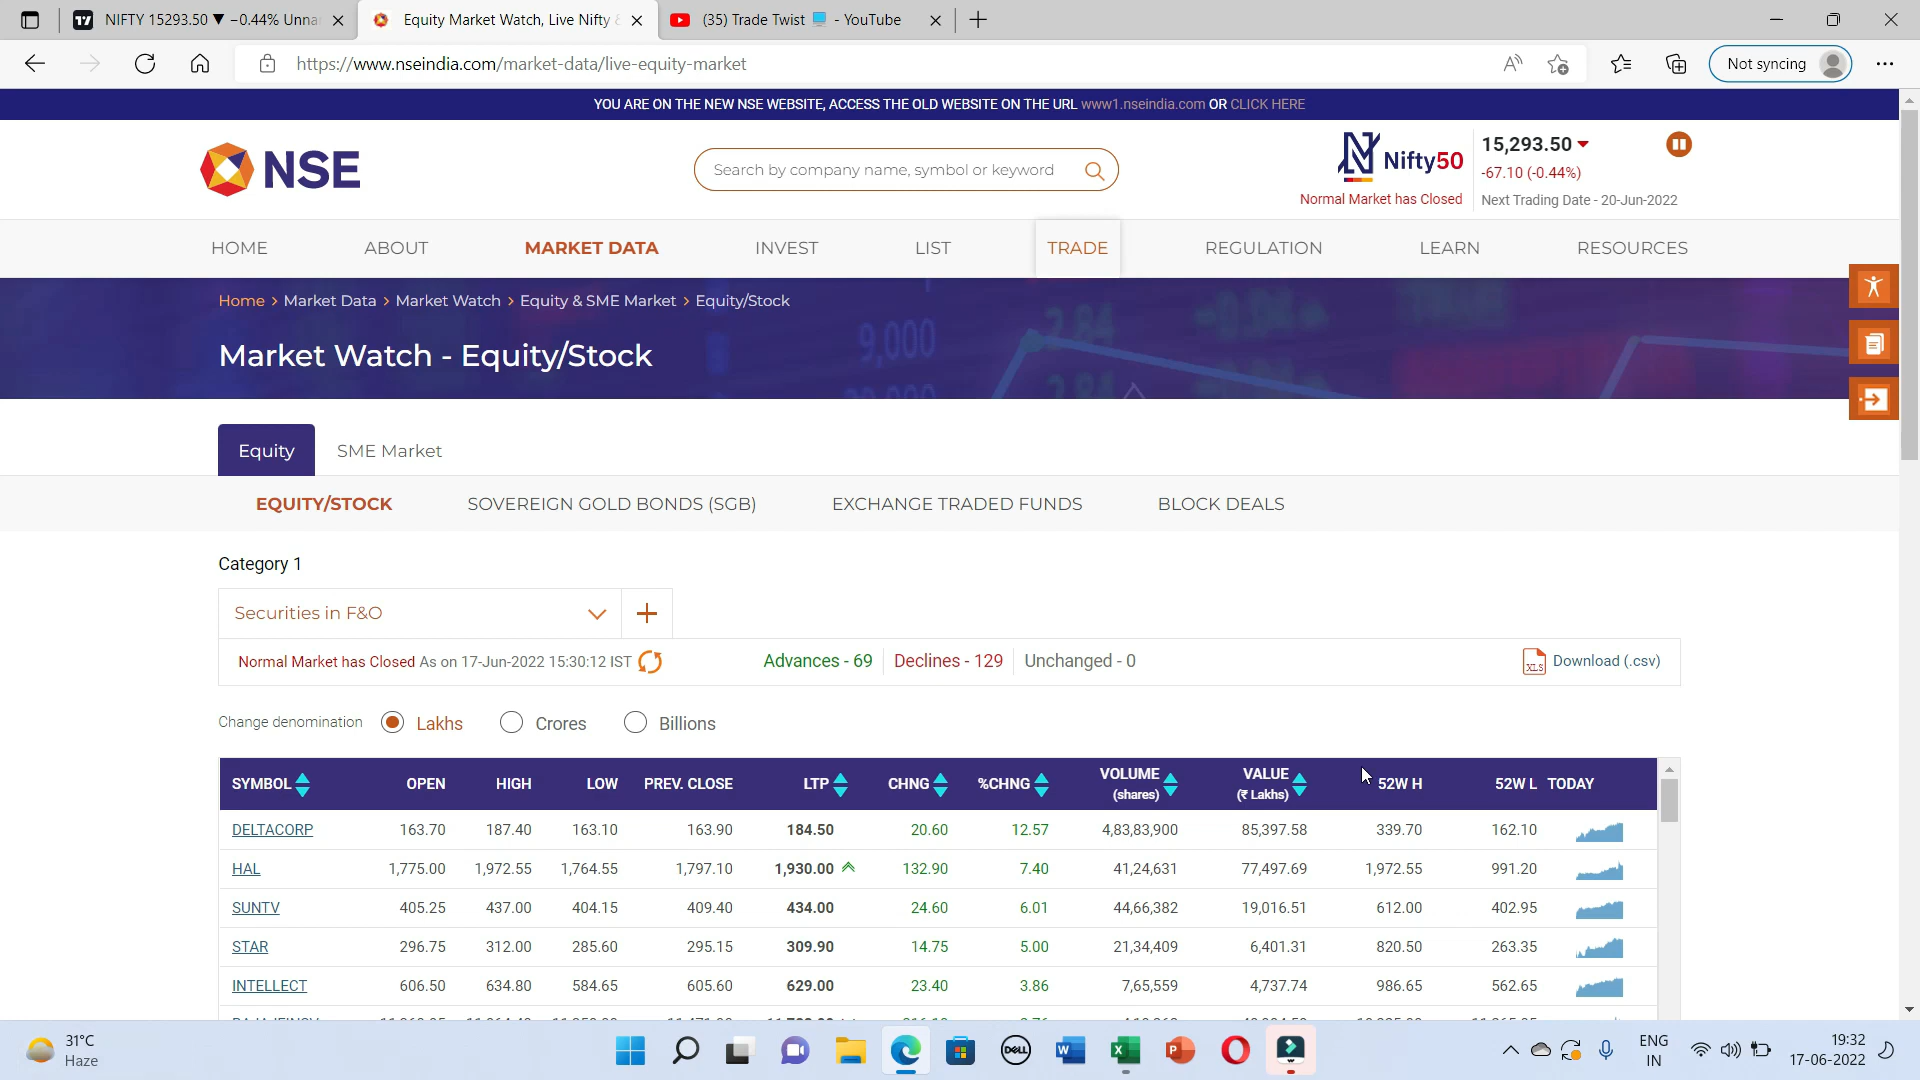 NIFTY 15293.50 ▼ −0.44% Unna
Equity Market Watch, Live Nifty
(35) Trade Twist - YouTube
https://www.nseindia.com/market-data/live-equity-market
Not syncing
YOU ARE ON THE NEW NSE WEBSITE, ACCESS THE OLD WEBSITE ON THE URL www1.nseindia.com OR CLICK HERE
NSE
Search by company name, symbol or keyword
Nifty50
15,293.50
-67.10 (-0.44%)
Normal Market has Closed
Next Trading Date - 20-Jun-2022
HOME ABOUT MARKET DATA INVEST LIST TRADE REGULATION LEARN RESOURCES
Home > Market Data > Market Watch > Equity & SME Market > Equity/Stock
Market Watch - Equity/Stock
Equity SME Market
EQUITY/STOCK SOVEREIGN GOLD BONDS (SGB) EXCHANGE TRADED FUNDS BLOCK DEALS
Category 1
Securities in F&O
Normal Market has Closed As on 17-Jun-2022 15:30:12 IST Advances - 69 Declines - 129 Unchanged - 0 XLS Download (.csv)
Change denomination Lakhs Crores Billions
SYMBOL OPEN HIGH LOW PREV. CLOSE LTP CHNG %CHNG VOLUME (shares) VALUE (₹ Lakhs) 52W H 52W L TODAY
DELTACORP 163.70 187.40 163.10 163.90 184.50 20.60 12.57 4,83,83,900 85,397.58 339.70 162.10
HAL 1,775.00 1,972.55 1,764.55 1,797.10 1,930.00 132.90 7.40 41,24,631 77,497.69 1,972.55 991.20
SUNTV 405.25 437.00 404.15 409.40 434.00 24.60 6.01 44,66,382 19,016.51 612.00 402.95
STAR 296.75 312.00 285.60 295.15 309.90 14.75 5.00 21,34,409 6,401.31 820.50 263.35
INTELLECT 606.50 634.80 584.65 605.60 629.00 23.40 3.86 7,65,559 4,737.74 986.65 562.65
31°C
Haze
DELL
ENG
IN
19:32
17-06-2022